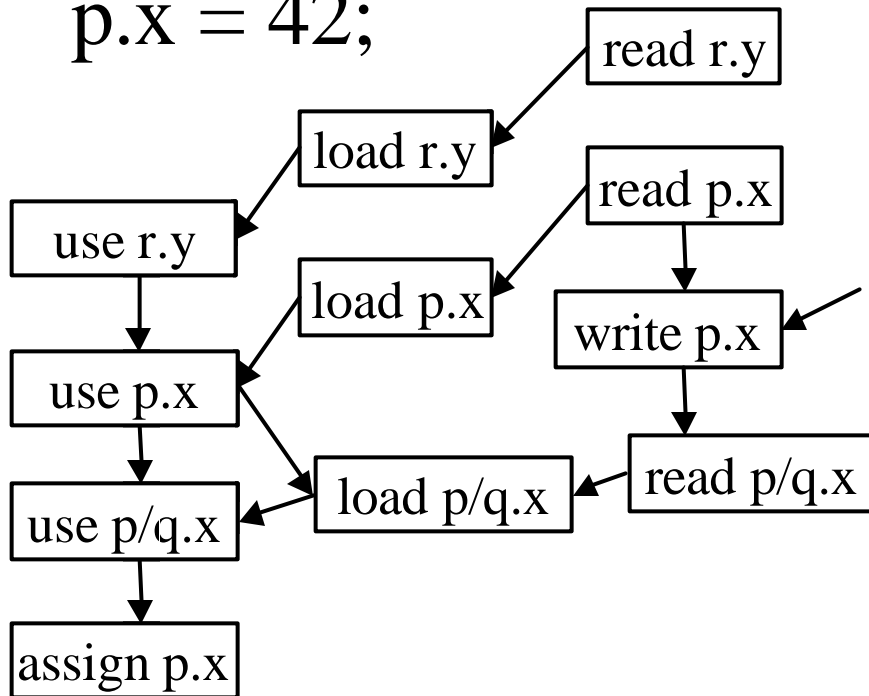 p.x = 42;
read r.y
load r.y
read p.x
use r.y
load p.x
write p.x
use p.x
load p/q.x
read p/q.x
use p/q.x
assign p.x